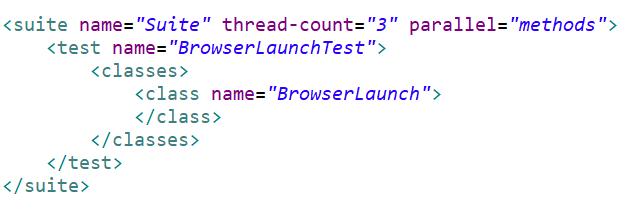 <suite name="Suite" thread-count="3" parallel="methods">
    <test name="BrowserLaunchTest">
        <classes>
            <class name="BrowserLaunch">
            </class>
        </classes>
    </test>
</suite>